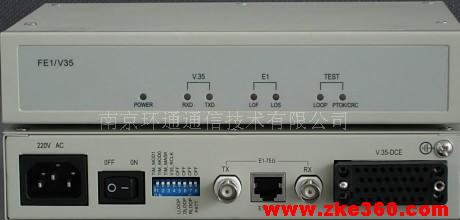 FE1/V35
V.35
E1
TEST
POWER
RXD
TXD
LOF
LOS
LOOP
PTOK/CRC
南京环通通信技术有限公司
220V AC
OFF
ON
TX
E1-75Ω
RX
V.35-DCE
www.zke360.com